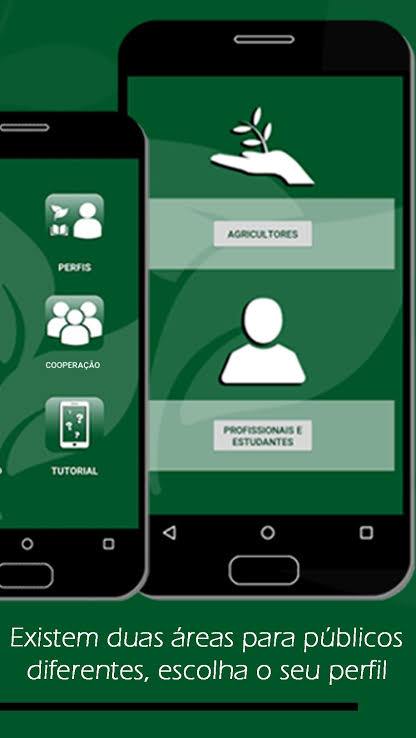 PERFIS
COOPERAÇÃO
TUTORIAL
AGRICULTORES
PROFISSIONAIS E
ESTUDANTES
Existem duas áreas para públicos
diferentes, escolha o seu perfil